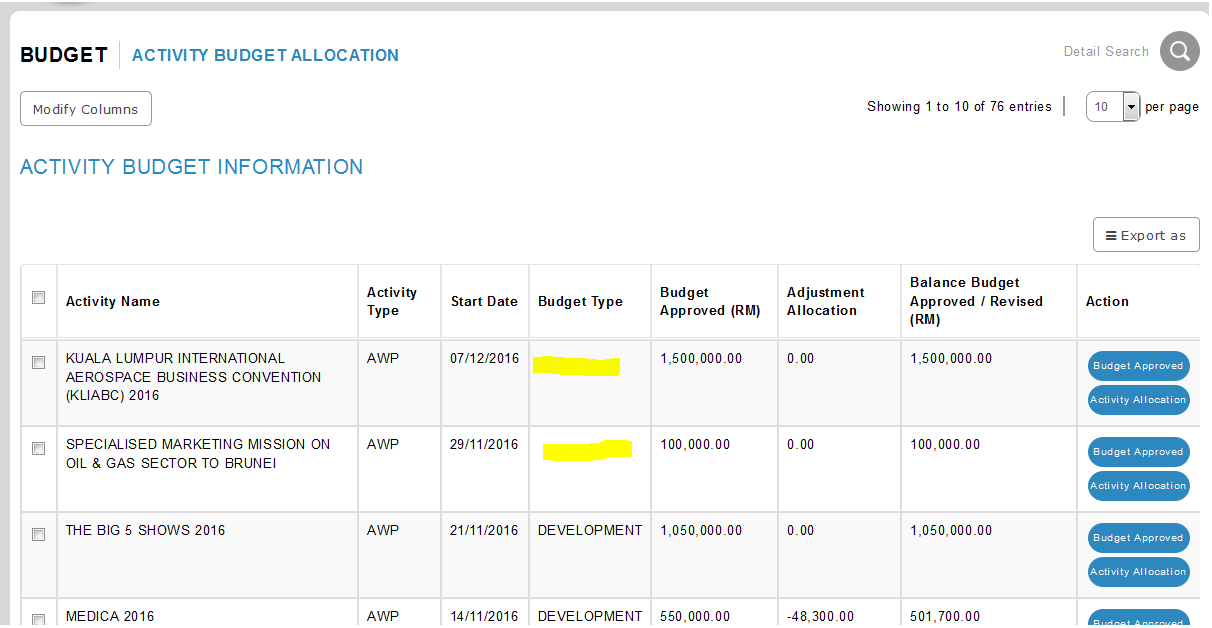 BUDGET ACTIVITY BUDGET ALLOCATION
Detail Search
Modify Columns
Showing 1 to 10 of 76 entries
10 per page
ACTIVITY BUDGET INFORMATION
Export as
Activity Name
Activity
Type
Start Date
Budget Type
Budget
Approved (RM)
Adjustment
Allocation
Balance Budget
Approved / Revised
(RM)
Action
KUALA LUMPUR INTERNATIONAL
AEROSPACE BUSINESS CONVENTION
(KLIABC) 2016
AWP
07/12/2016
1,500,000.00
0.00
1,500,000.00
Budget Approved
Activity Allocation
SPECIALISED MARKETING MISSION ON
OIL & GAS SECTOR TO BRUNEI
AWP
29/11/2016
100,000.00
0.00
100,000.00
Budget Approved
Activity Allocation
THE BIG 5 SHOWS 2016
AWP
21/11/2016
DEVELOPMENT
1,050,000.00
0.00
1,050,000.00
Budget Approved
Activity Allocation
MEDICA 2016
AWP
14/11/2016
DEVELOPMENT
550,000.00
-48,300.00
501,700.00
Budget Approved